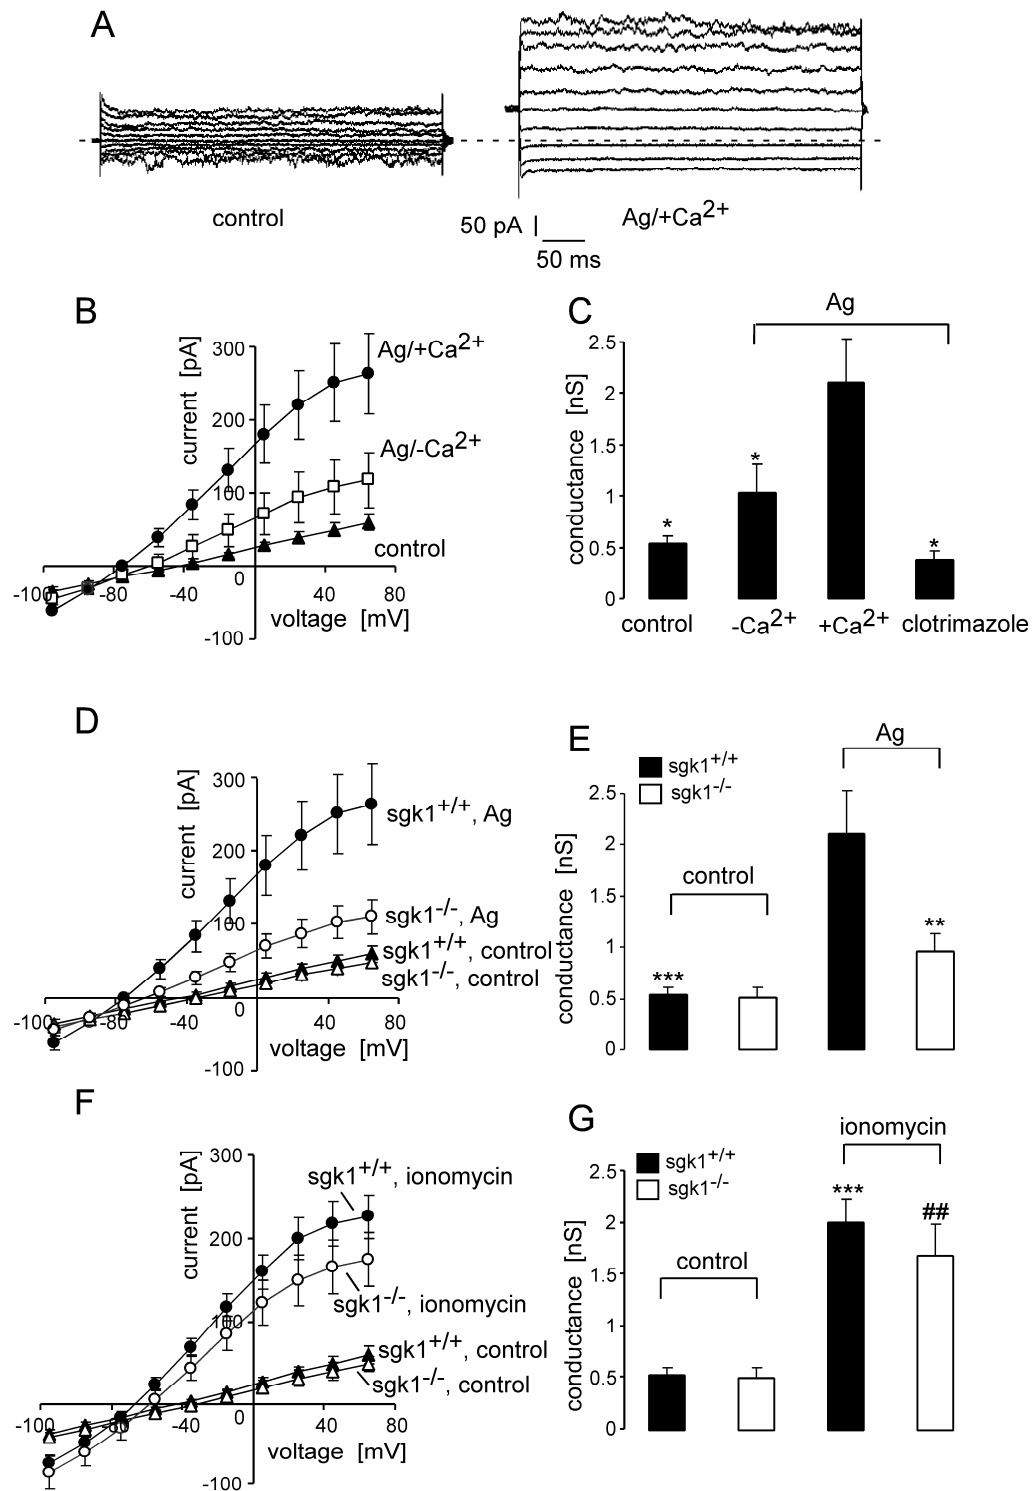 A
control
50 pA
50 ms
Ag/+Ca2+
B
current [pA]
300
200
100
0
-100
-100 -80 -40 40 80
voltage [mV]
Ag/+Ca2+
Ag/-Ca2+
control
C
Ag
conductance [nS]
2.5
2
1.5
1
0.5
0
* * *
control -Ca2+ +Ca2+ clotrimazole
D
current [pA]
300
200
100
0
-100
-100 -80 -40 40 80
voltage [mV]
sgk1+/+, Ag
sgk1-/-, Ag
sgk1+/+, control
sgk1-/-, control
E
sgk1+/+
sgk1-/-
Ag
control
conductance [nS]
2.5
2
1.5
1
0.5
0
*** **
F
current [pA]
300
200
100
0
-100
-100 -80 -40 40 80
voltage [mV]
sgk1+/+, ionomycin
sgk1-/-, ionomycin
sgk1+/+, control
sgk1-/-, control
G
sgk1+/+
sgk1-/-
ionomycin
control
conductance [nS]
2.5
2
1.5
1
0.5
0
*** ##